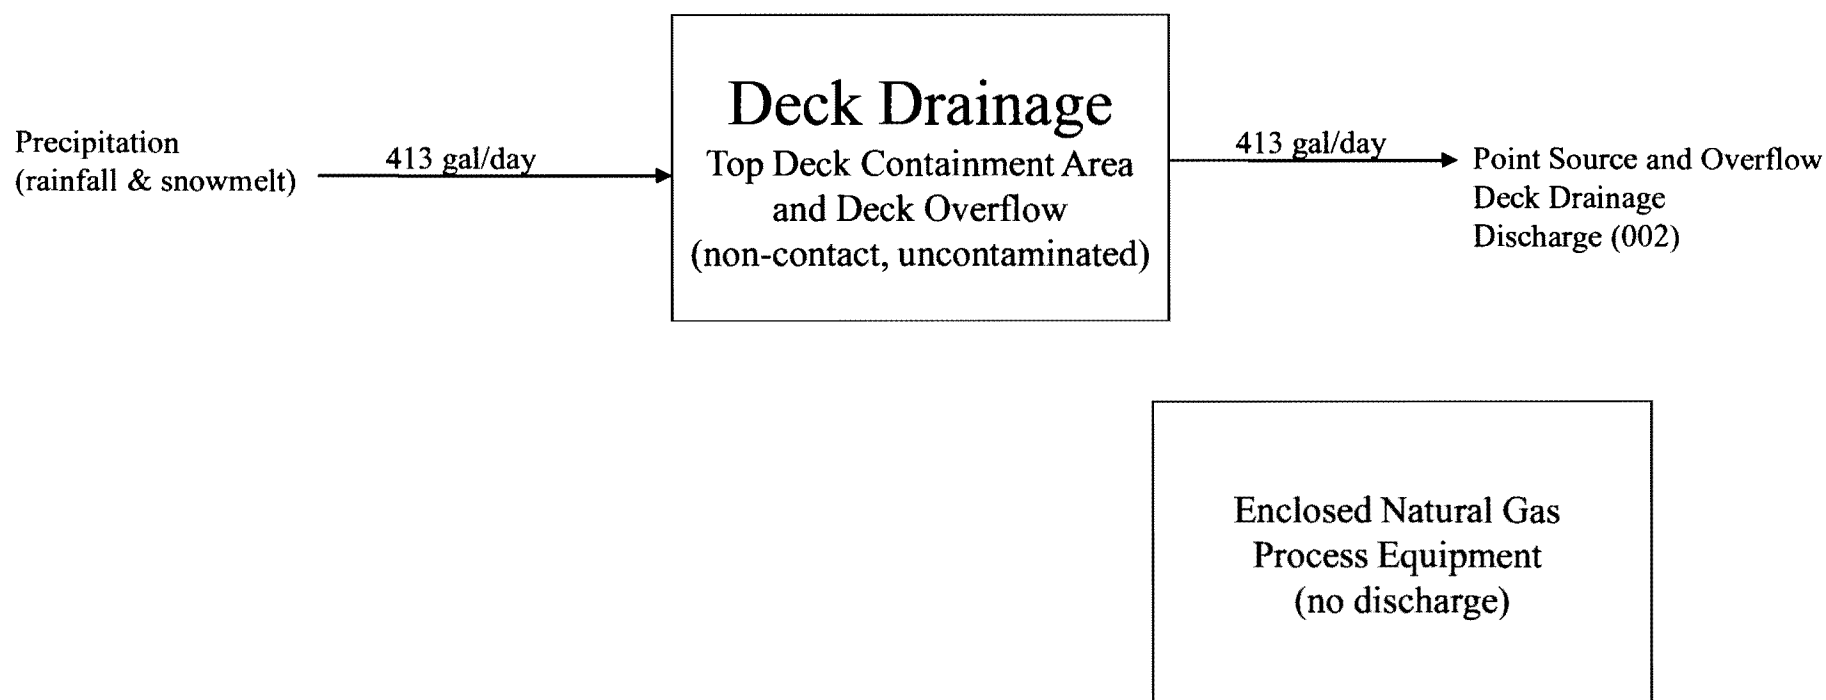 Precipitation
(rainfall & snowmelt)
413 gal/day
Deck Drainage
Top Deck Containment Area
and Deck Overflow
(non-contact, uncontaminated)
413 gal/day
Point Source and Overflow
Deck Drainage
Discharge (002)
Enclosed Natural Gas
Process Equipment
(no discharge)